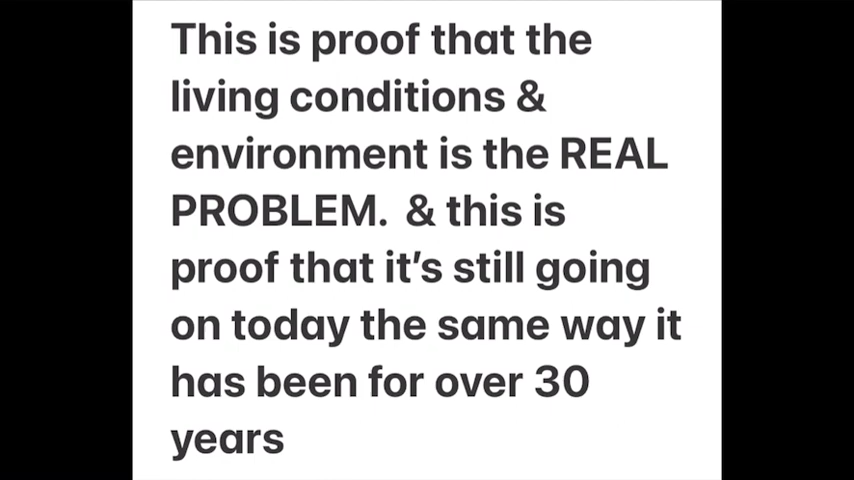 This is proof that the
living conditions &
environment is the REAL
PROBLEM.  & this is
proof that it’s still going
on today the same way it
has been for over 30
years